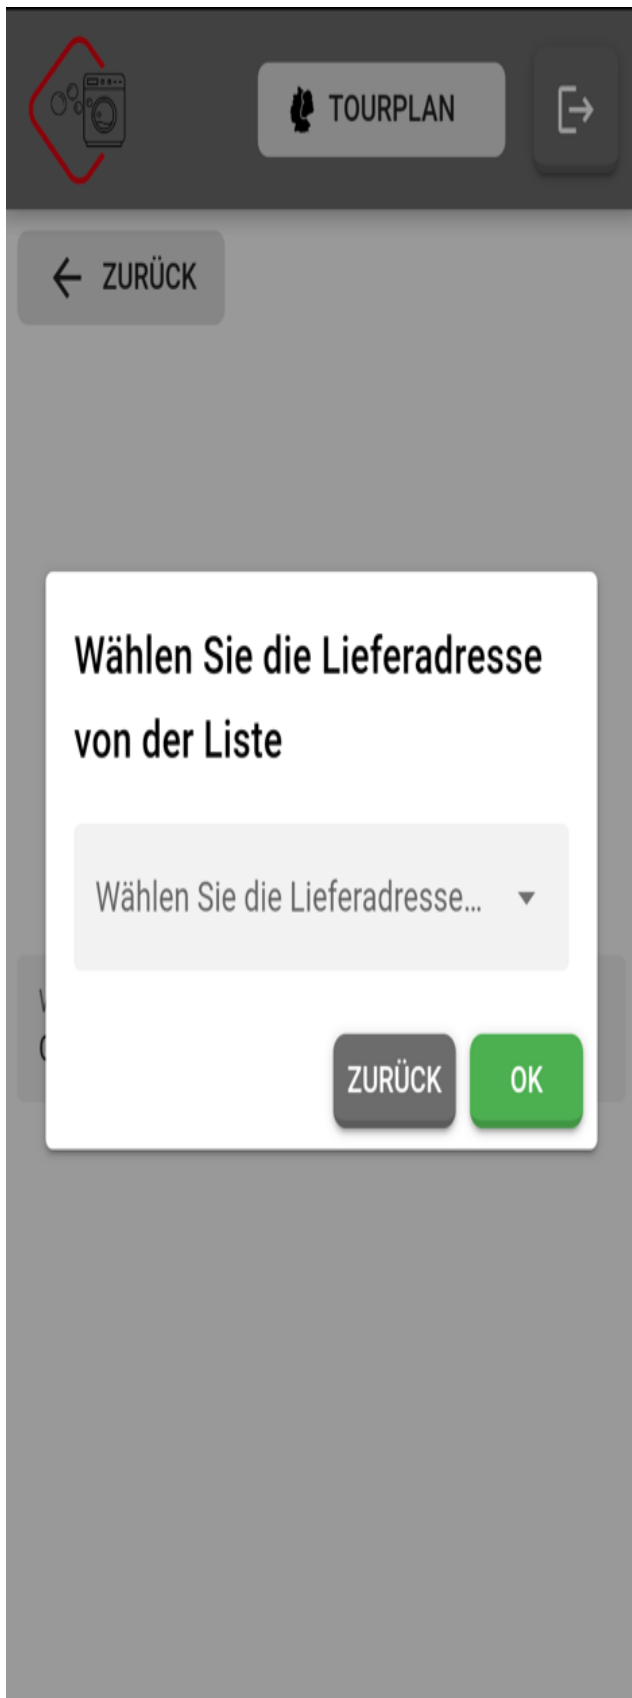 TOURPLAN
ZURÜCK
Wählen Sie die Lieferadresse
von der Liste
Wählen Sie die Lieferadresse...
ZURÜCK
OK